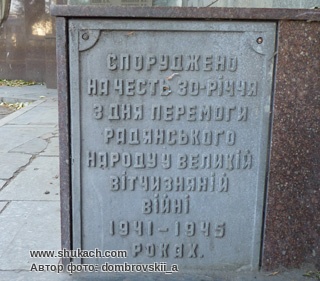 СПОРУДЖЕНО
НА ЧЕСТЬ 30-РІЧЧЯ
З ДНЯ ПЕРЕМОГИ
РАДЯНСЬКОГО
НАРОДУ У ВЕЛИКІЙ
ВІТЧИЗНЯНІЙ
ВІЙНІ
1941-1945
РОКАХ.
www.shukach.com
Автор фото: dombrovskii_a